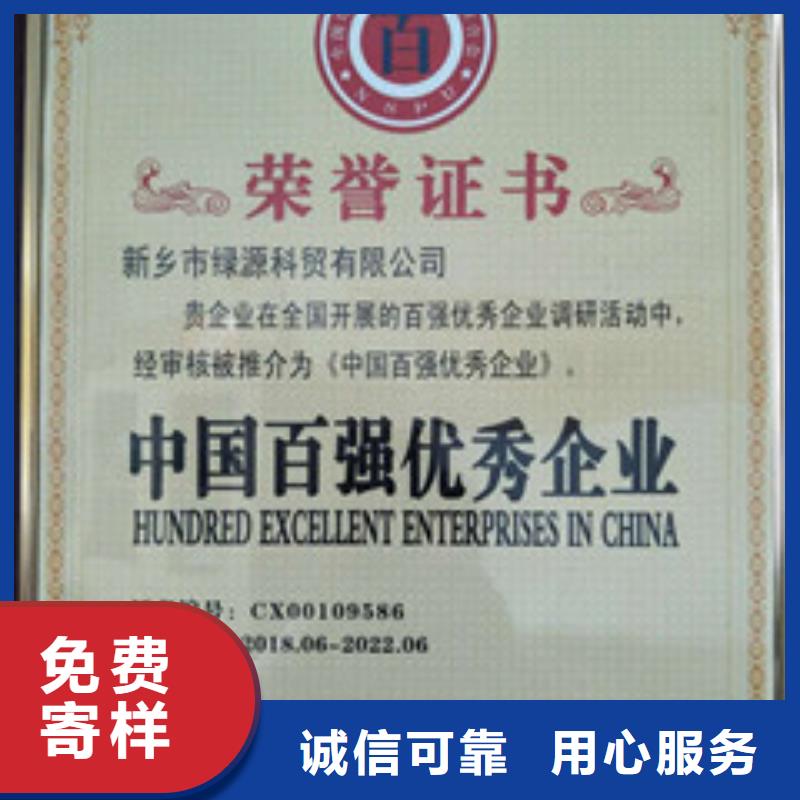 百
NSPU
荣誉证书
新乡市绿源科贸有限公司
贵企业在全国开展的百强优秀企业调研活动中，
经审核被推介为《中国百强优秀企业》。
中国百强优秀企业
HUNDRED EXCELLENT ENTERPRISES IN CHINA
编号：CX00109586
2018.06-2022.06
免费
寄样
诚信可靠 用心服务